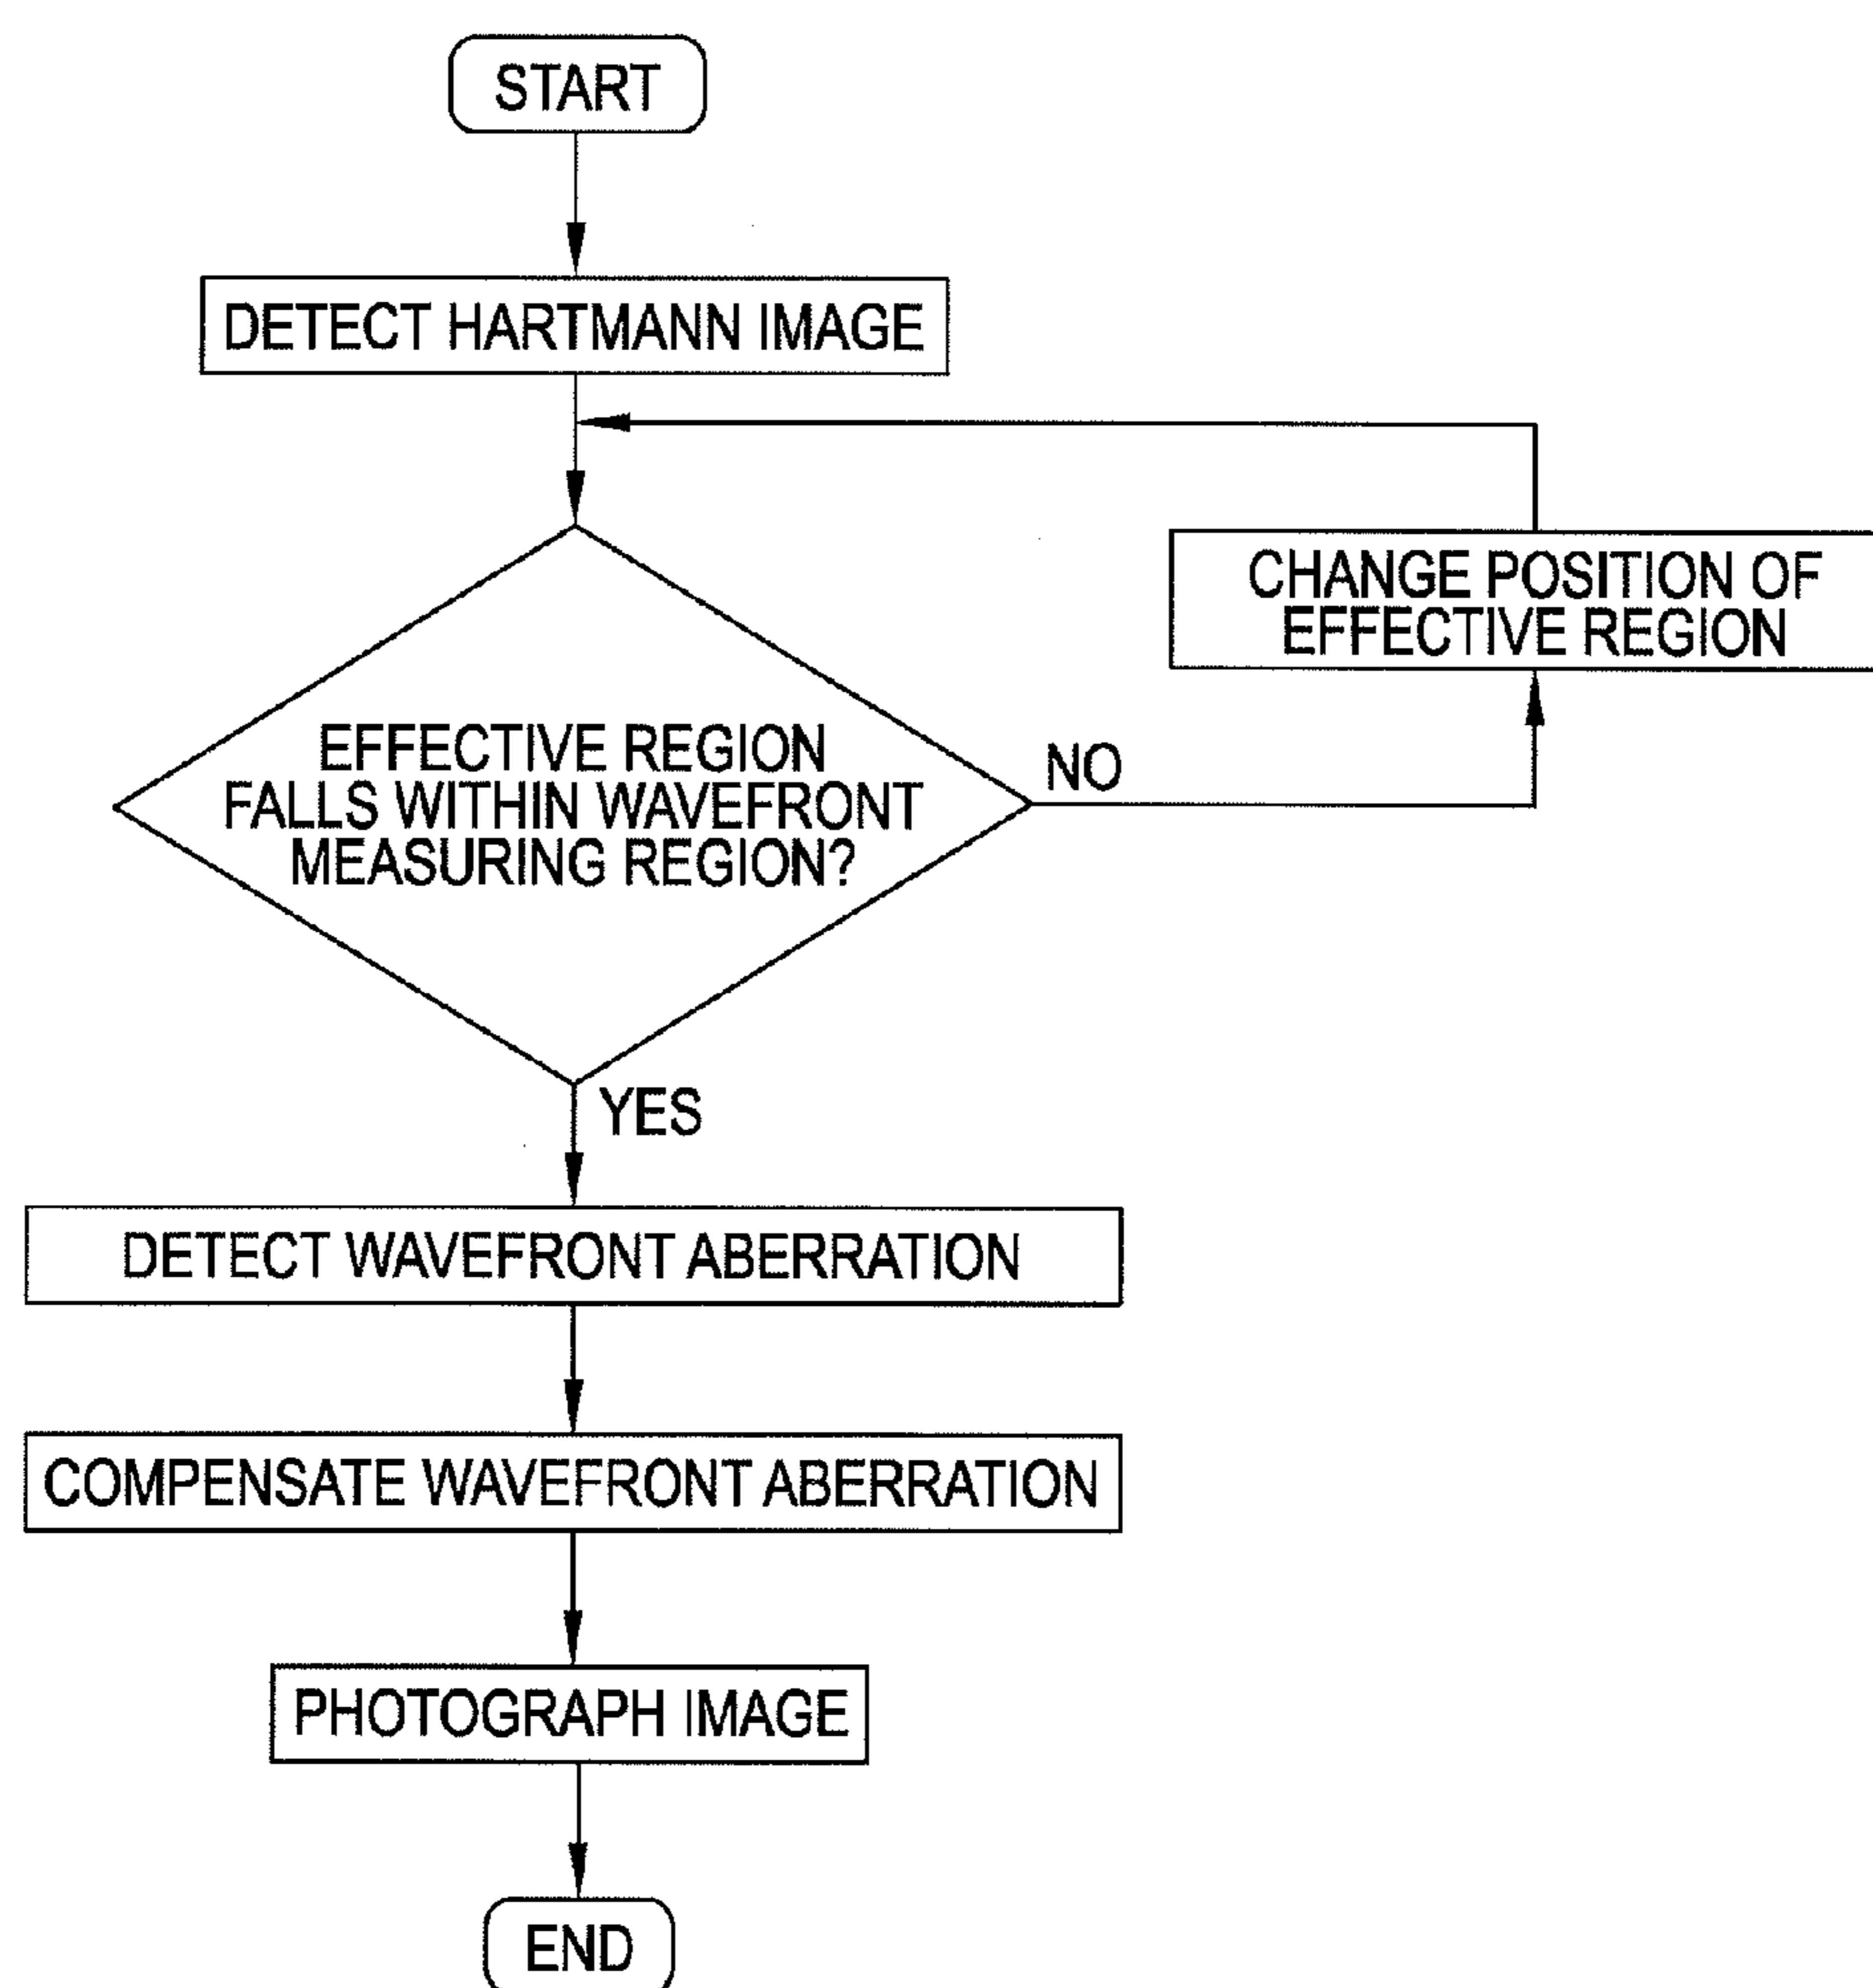 START
DETECT HARTMANN IMAGE
CHANGE POSITION OF
EFFECTIVE REGION
EFFECTIVE REGION
FALLS WITHIN WAVEFRONT
MEASURING REGION?
NO
YES
DETECT WAVEFRONT ABERRATION
COMPENSATE WAVEFRONT ABERRATION
PHOTOGRAPH IMAGE
END